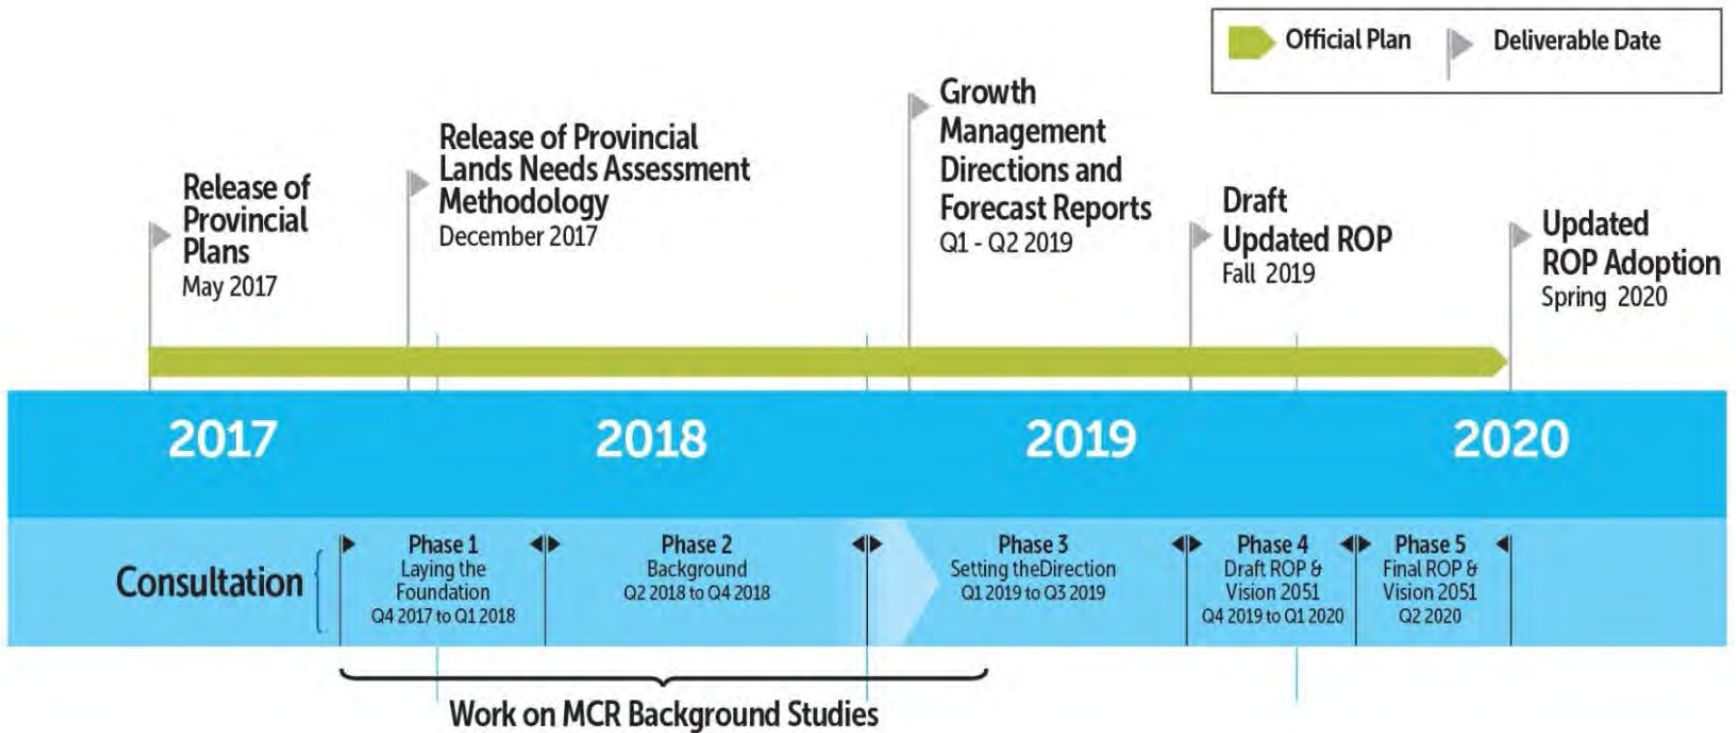 Official Plan
Deliverable Date
Release of
Provincial
Plans
May 2017
Release of Provincial
Lands Needs Assessment
Methodology
December 2017
Growth
Management
Directions and
Forecast Reports
Q1 - Q2 2019
Draft
Updated ROP
Fall 2019
Updated
ROP Adoption
Spring 2020
2017
2018
2019
2020
Consultation
Phase 1
Laying the
Foundation
Q4 2017 to Q1 2018
Phase 2
Background
Q2 2018 to Q4 2018
Phase 3
Setting theDirection
Q1 2019 to Q3 2019
Phase 4
Draft ROP &
Vision 2051
Q4 2019 to Q1 2020
Phase 5
Final ROP &
Vision 2051
Q2 2020
Work on MCR Background Studies